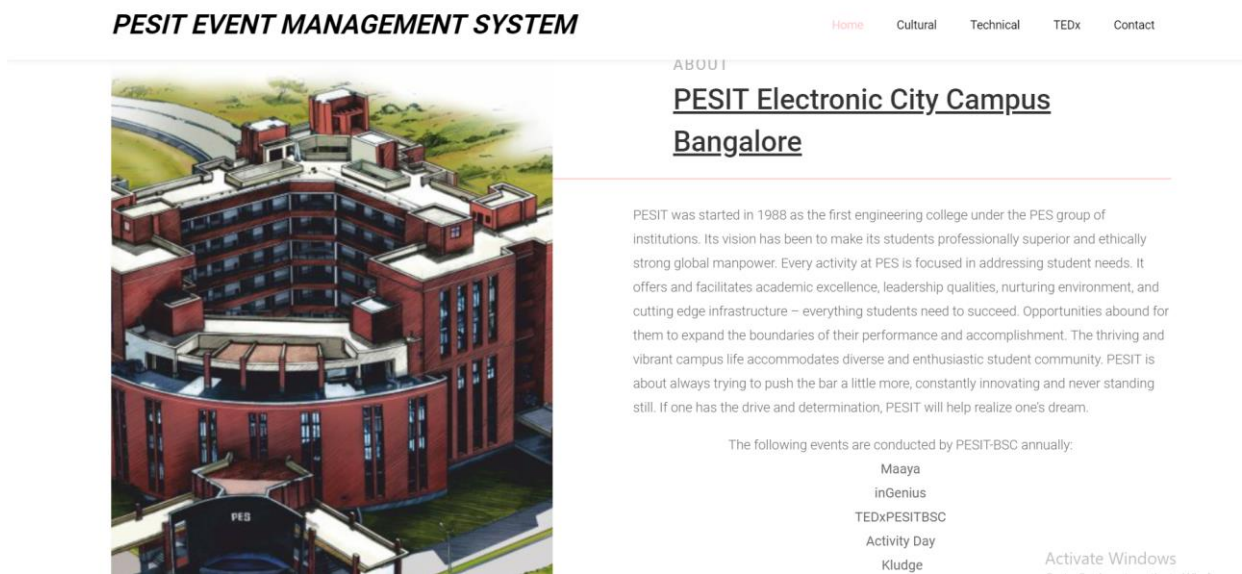 PESIT EVENT MANAGEMENT SYSTEM
Home Cultural Technical TEDx Contact
ABOUT
PESIT Electronic City Campus
Bangalore
PESIT was started in 1988 as the first engineering college under the PES group of
institutions. Its vision has been to make its students professionally superior and ethically
strong global manpower. Every activity at PES is focused in addressing student needs. It
offers and facilitates academic excellence, leadership qualities, nurturing environment, and
cutting edge infrastructure – everything students need to succeed. Opportunities abound for
them to expand the boundaries of their performance and accomplishment. The thriving and
vibrant campus life accommodates diverse and enthusiastic student community. PESIT is
about always trying to push the bar a little more, constantly innovating and never standing
still. If one has the drive and determination, PESIT will help realize one's dream.
The following events are conducted by PESIT-BSC annually:
Maaya
inGenius
TEDxPESITBSC
Activity Day
Kludge
PES
Activate Windows